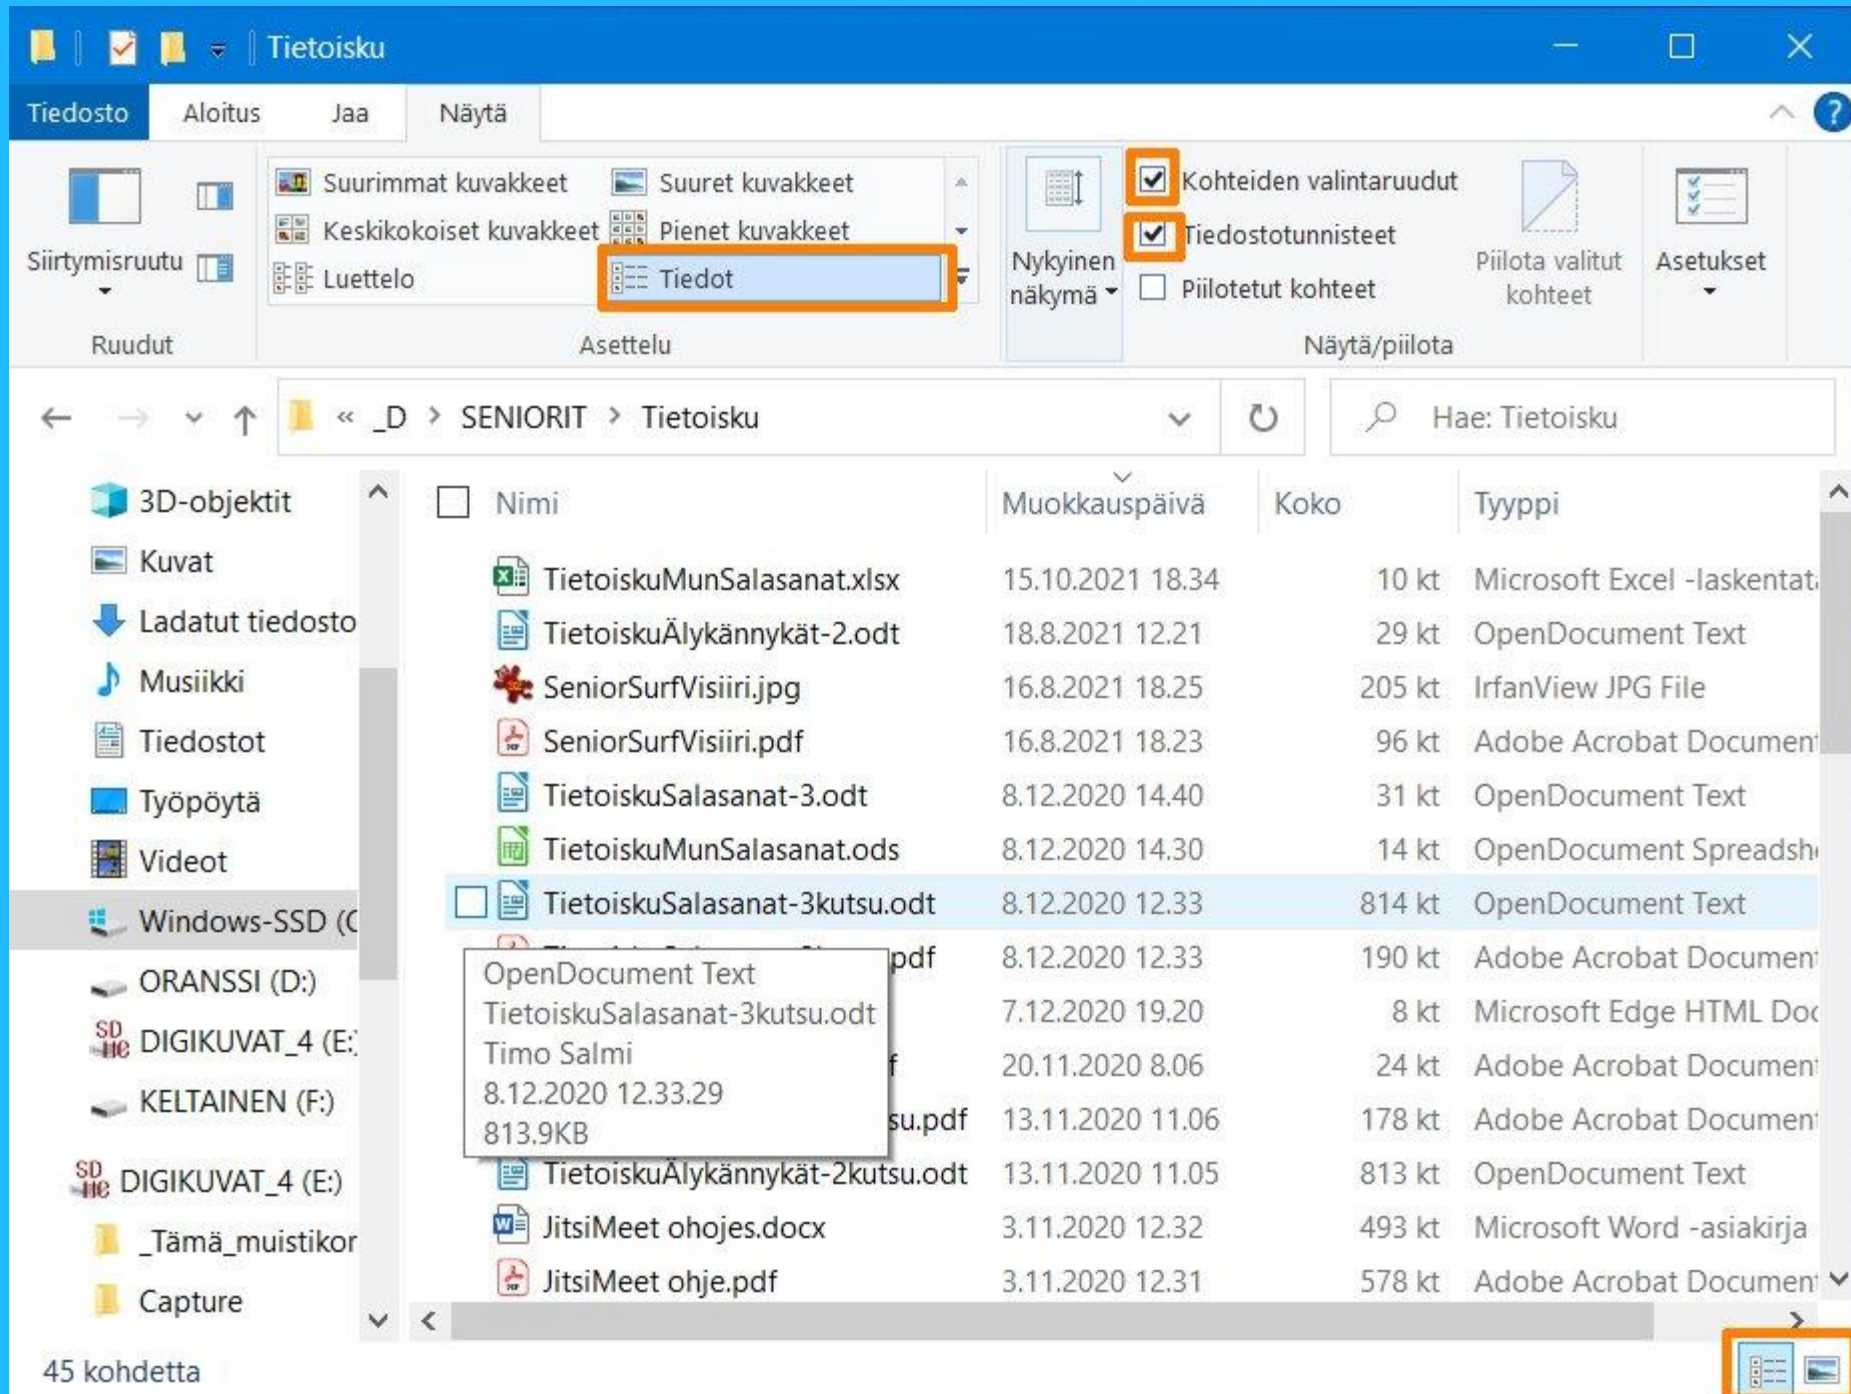 Tietoisku
Tiedosto Aloitus Jaa Näytä ?
Suurimmat kuvakkeet Suuret kuvakkeet
Keskikokoiset kuvakkeet Pienet kuvakkeet
Luettelo Tiedot
Siirtymisruutu
Nykyinen
näkymä
Kohteiden valintaruudut
Tiedostotunnisteet
Piilotetut kohteet
Piilota valitut
kohteet
Asetukset
Ruudut Asettelu Näytä/piilota
« _D > SENIORIT > Tietoisku Hae: Tietoisku
3D-objektit
Kuvat
Ladatut tiedosto
Musiikki
Tiedostot
Työpöytä
Videot
Windows-SSD (C
ORANSSI (D:)
DIGIKUVAT_4 (E:)
KELTAINEN (F:)
DIGIKUVAT_4 (E:)
_Tämä_muistikor
Capture
Nimi Muokkauspäivä Koko Tyyppi
TietoiskuMunSalasanat.xlsx 15.10.2021 18.34 10 kt Microsoft Excel -laskentata
TietoiskuÄlykännykät-2.odt 18.8.2021 12.21 29 kt OpenDocument Text
SeniorSurfVisiiri.jpg 16.8.2021 18.25 205 kt IrfanView JPG File
SeniorSurfVisiiri.pdf 16.8.2021 18.23 96 kt Adobe Acrobat Document
TietoiskuSalasanat-3.odt 8.12.2020 14.40 31 kt OpenDocument Text
TietoiskuMunSalasanat.ods 8.12.2020 14.30 14 kt OpenDocument Spreadshe
TietoiskuSalasanat-3kutsu.odt 8.12.2020 12.33 814 kt OpenDocument Text
pdf 8.12.2020 12.33 190 kt Adobe Acrobat Document
7.12.2020 19.20 8 kt Microsoft Edge HTML Doc
f 20.11.2020 8.06 24 kt Adobe Acrobat Document
su.pdf 13.11.2020 11.06 178 kt Adobe Acrobat Document
TietoiskuÄlykännykät-2kutsu.odt 13.11.2020 11.05 813 kt OpenDocument Text
JitsiMeet ohojes.docx 3.11.2020 12.32 493 kt Microsoft Word -asiakirja
JitsiMeet ohje.pdf 3.11.2020 12.31 578 kt Adobe Acrobat Document
OpenDocument Text
TietoiskuSalasanat-3kutsu.odt
Timo Salmi
8.12.2020 12.33.29
813.9KB
45 kohdetta